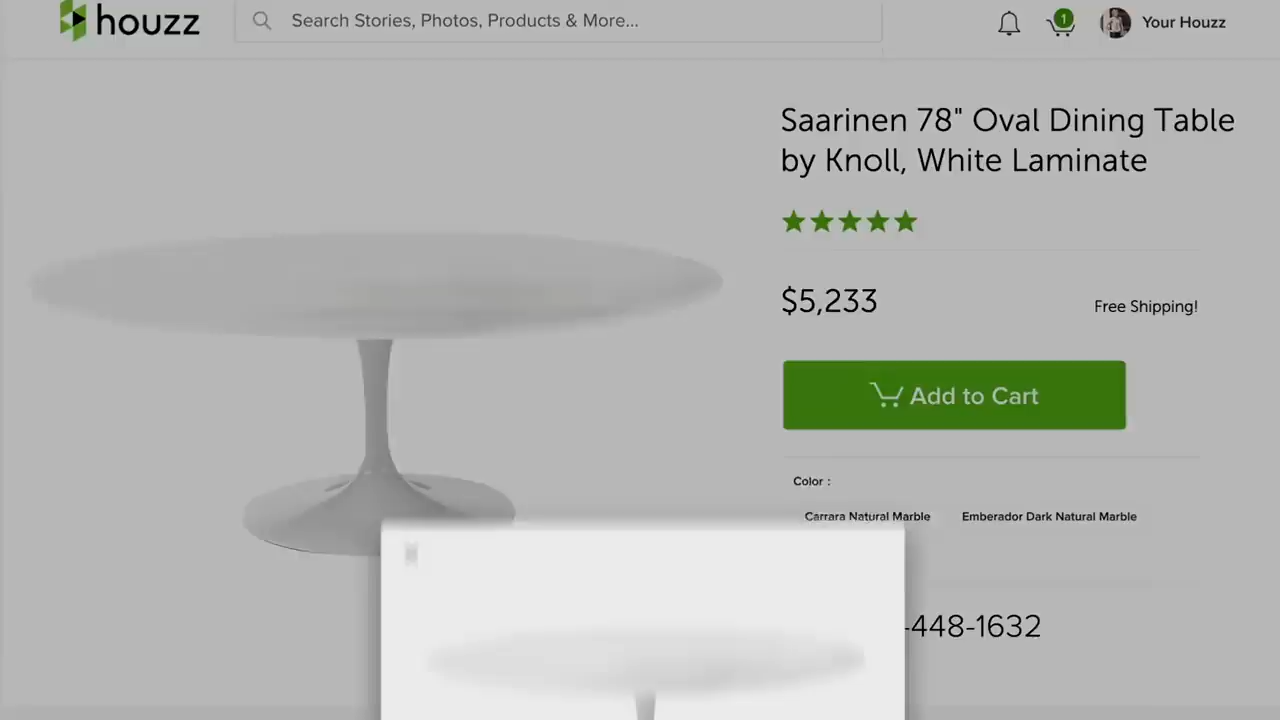 houzz
Search Stories, Photos, Products & More...
1
Your Houzz
Saarinen 78" Oval Dining Table
by Knoll, White Laminate
$5,233
Free Shipping!
Add to Cart
Color :
Carrara Natural Marble
Emberador Dark Natural Marble
-448-1632